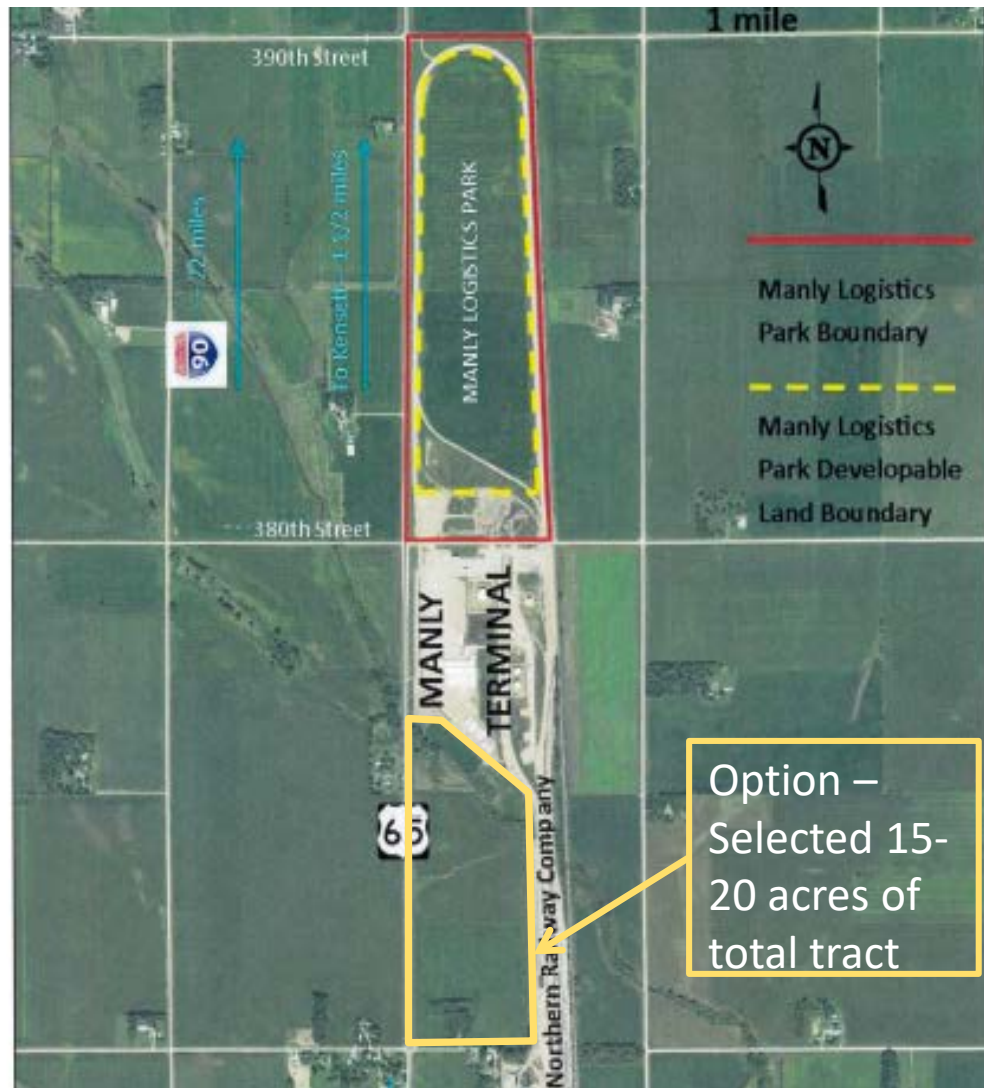 1 mile
390th Street
N
~ 22 miles
To Kensett – 1 1/2 miles
MANLY LOGISTICS PARK
90
Manly Logistics
Park Boundary
Manly Logistics
Park Developable
Land Boundary
380th Street
MANLY
TERMINAL
65
Northern Railway Company
Option –
Selected 15-
20 acres of
total tract